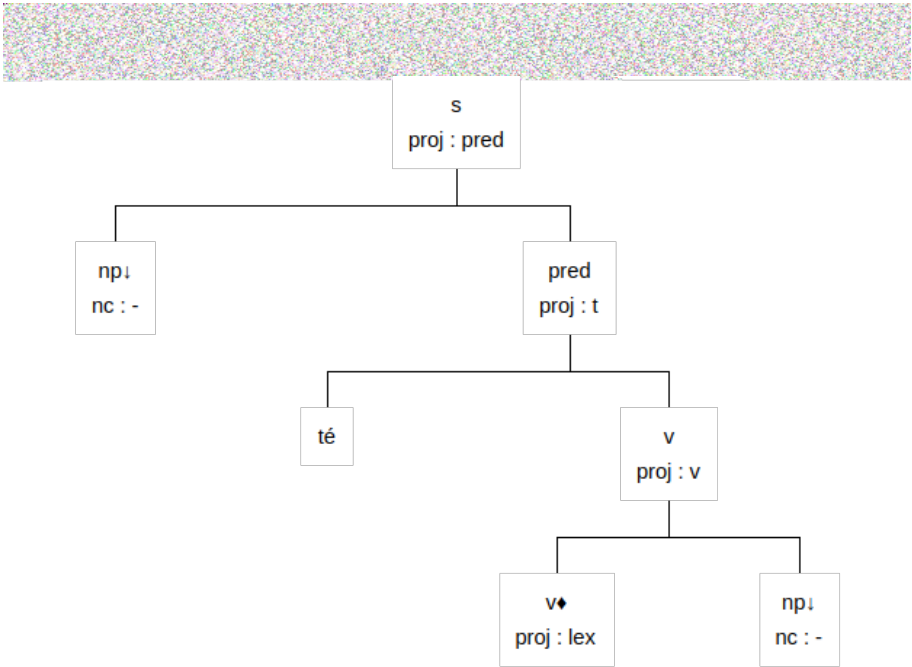 s
proj : pred
np↓
nc : -
pred
proj : t
té
v
proj : v
v♦
proj : lex
np↓
nc : -